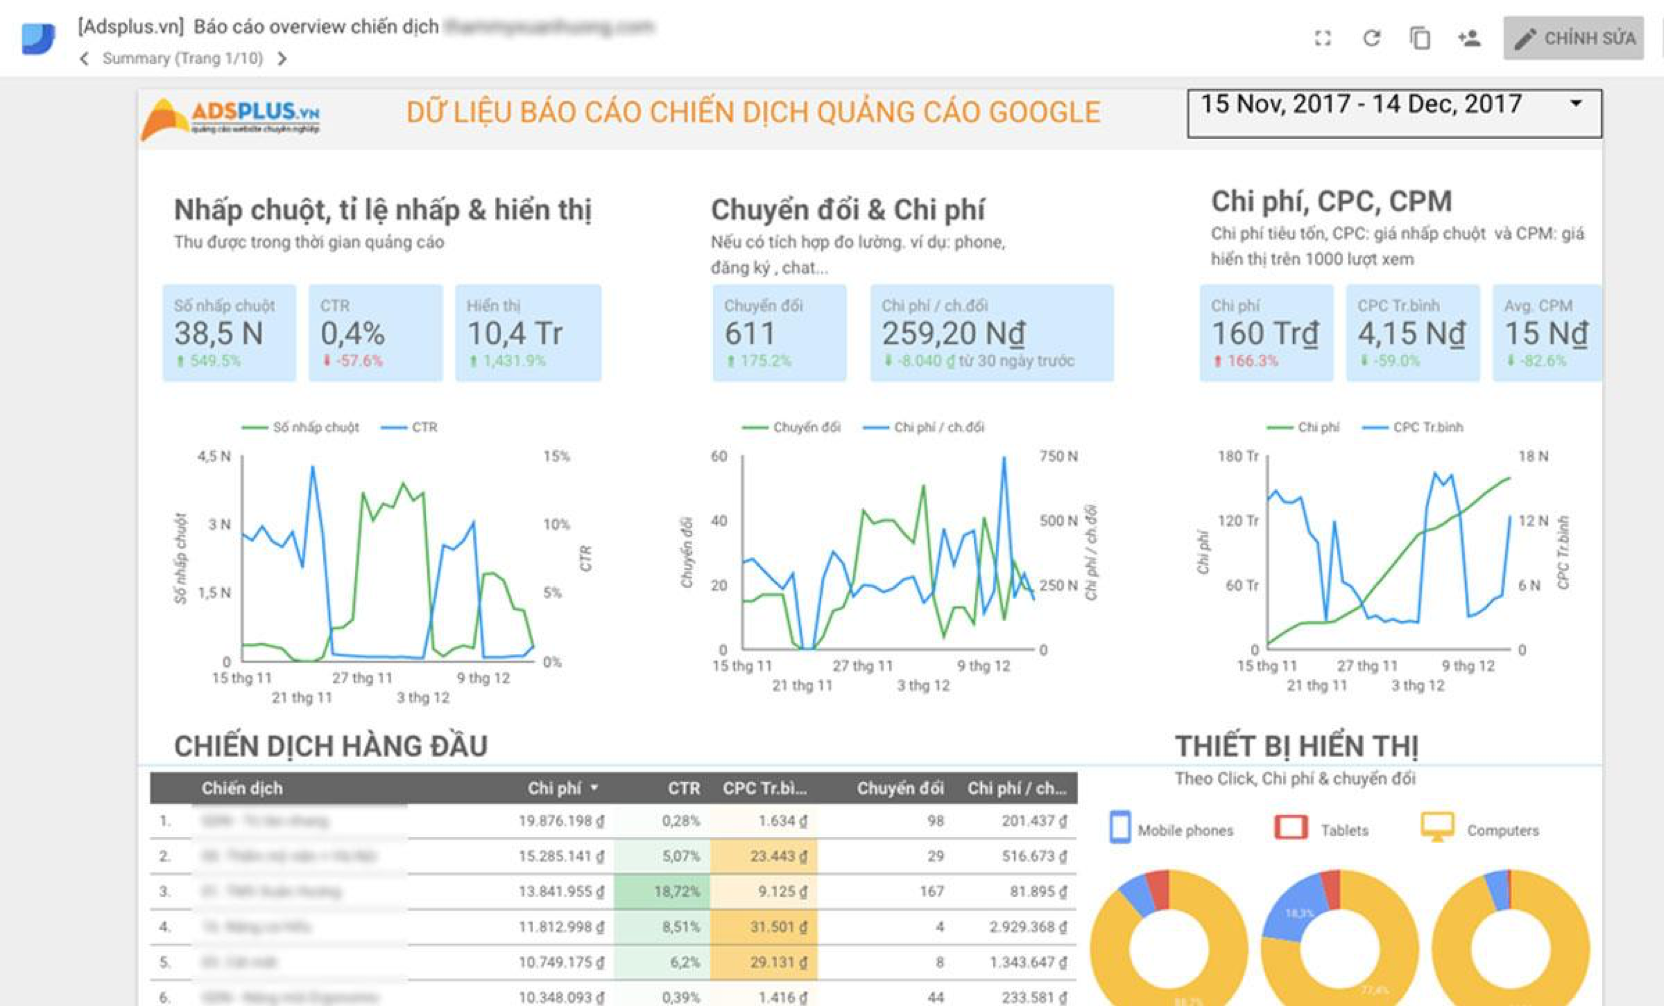 [Adsplus.vn] Báo cáo overview chiến dịch
Summary (Trang 1/10)
CHỈNH SỬA
ADSPLUS.VN
quảng cáo website chuyên nghiệp
DỮ LIỆU BÁO CÁO CHIẾN DỊCH QUẢNG CÁO GOOGLE
15 Nov, 2017 - 14 Dec, 2017
Nhấp chuột, tỉ lệ nhấp & hiển thị
Thu được trong thời gian quảng cáo
Số nhấp chuột
38,5 N
549.5%
CTR
0,4%
-57.6%
Hiển thị
10,4 Tr
1,431.9%
Chuyển đổi & Chi phí
Nếu có tích hợp đo lường. ví dụ: phone,
đăng ký , chat...
Chuyển đổi
611
175.2%
Chi phí / ch.đổi
259,20 Nđ
-8.040 ₫ từ 30 ngày trước
Chi phí, CPC, CPM
Chi phí tiêu tốn, CPC: giá nhấp chuột và CPM: giá
hiển thị trên 1000 lượt xem
Chi phí
160 Trđ
166.3%
CPC Tr.bình
4,15 Nđ
-59.0%
Avg. CPM
15 Nđ
-82.6%
Số nhấp chuột CTR
4,5 N 15%
3 N 10%
1,5 N 5%
0 0%
Số nhấp chuột
CTR
15 thg 11 27 thg 11 9 thg 12
21 thg 11 3 thg 12
Chuyển đổi Chi phí / ch.đổi
60 750 N
40 500 N
20 250 N
0 0
Chuyển đổi
Chi phí / ch.đổi
15 thg 11 27 thg 11 9 thg 12
21 thg 11 3 thg 12
Chi phí CPC Tr.bình
180 Tr 18 N
120 Tr 12 N
60 Tr 6 N
0 0
Chi phí
CPC Tr.bình
15 thg 11 27 thg 11 9 thg 12
21 thg 11 3 thg 12
CHIẾN DỊCH HÀNG ĐẦU
Chiến dịch Chi phí CTR CPC Tr.bì... Chuyển đổi Chi phí / ch...
1. 19.876.198 ₫ 0,28% 1.634 ₫ 98 201.437 ₫
2. 15.285.141 ₫ 5,07% 23.443 ₫ 29 516.673 ₫
3. 13.841.955 ₫ 18,72% 9.125 ₫ 167 81.895 ₫
4. 11.812.998 ₫ 8,51% 31.501 ₫ 4 2.929.368 ₫
5. 10.749.175 ₫ 6,2% 29.131 ₫ 8 1.343.647 ₫
6. 10.348.093 ₫ 0,39% 1.416 ₫ 44 233.581 ₫
THIẾT BỊ HIỂN THỊ
Theo Click, Chi phí & chuyển đổi
Mobile phones Tablets Computers
18,3%
88,7%
77,4%